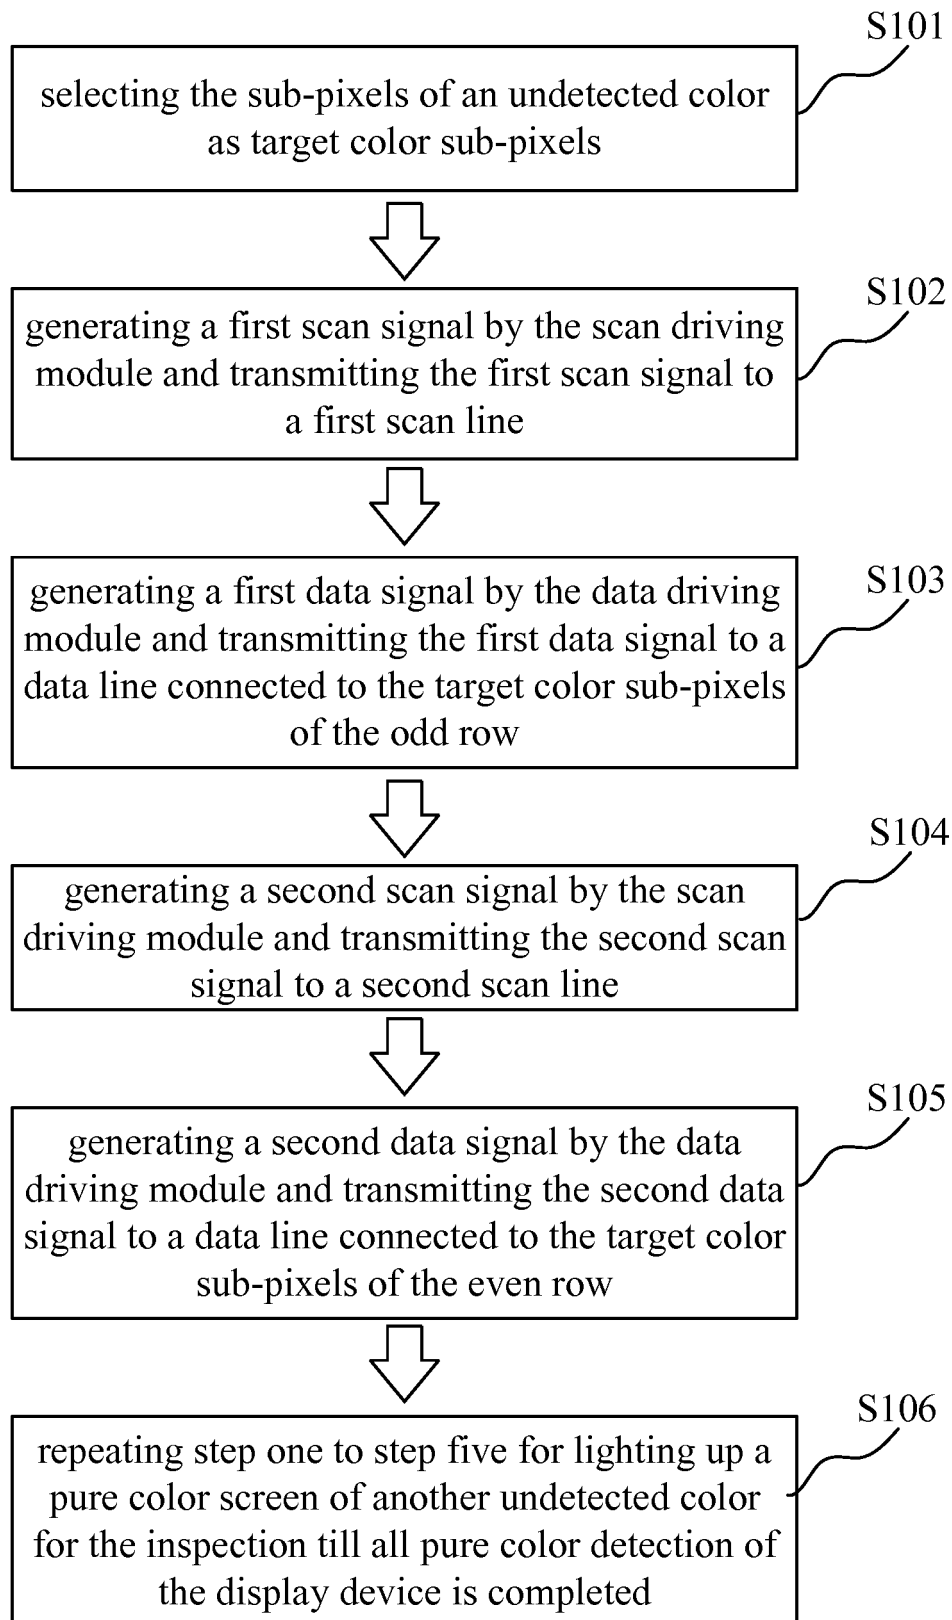 S101
selecting the sub-pixels of an undetected color
as target color sub-pixels
S102
generating a first scan signal by the scan driving
module and transmitting the first scan signal to
a first scan line
S103
generating a first data signal by the data driving
module and transmitting the first data signal to a
data line connected to the target color sub-pixels
of the odd row
S104
generating a second scan signal by the scan
driving module and transmitting the second scan
signal to a second scan line
S105
generating a second data signal by the data
driving module and transmitting the second data
signal to a data line connected to the target color
sub-pixels of the even row
S106
repeating step one to step five for lighting up a
pure color screen of another undetected color
for the inspection till all pure color detection of
the display device is completed